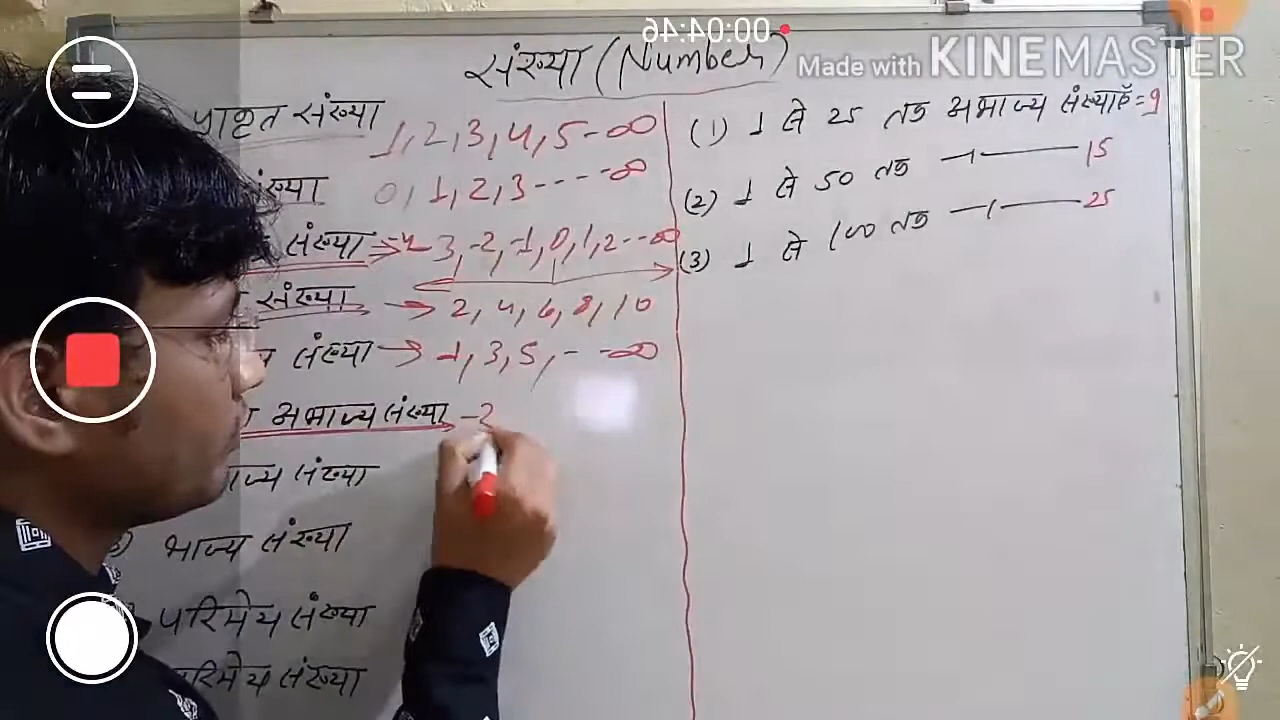 00:04:46
Made with KINEMASTER
संख्या (Number)
प्राकृत संख्या 1, 2, 3, 4, 5 - ∞
संख्या 0, 1, 2, 3 ---- ∞
संख्या 3, -2, -1, 0, 1, 2 -- ∞
संख्या → 2, 4, 6, 8, 10
संख्या → 1, 3, 5, - - ∞
अभाज्य संख्या - 2
संख्या
भाज्य संख्या
परिमेय संख्या
संख्या
(1) 1 से 25 तक अभाज्य संख्याएँ = 9
(2) 1 से 50 तक —।— 15
(3) 1 से 100 तक —।— 25